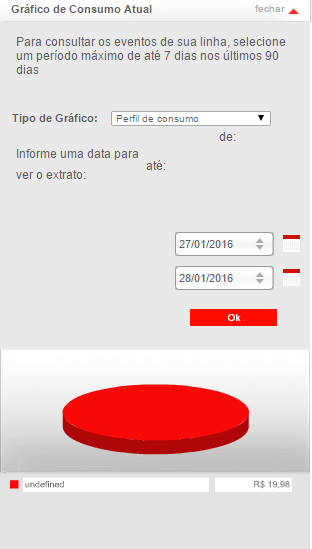 Gráfico de Consumo Atual
fechar
Para consultar os eventos de sua linha, selecione
um período máximo de até 7 dias nos últimos 90
dias
Tipo de Gráfico:
Perfil de consumo
de:
Informe uma data para
ver o extrato:
até:
27/01/2016
28/01/2016
Ok
undefined
R$ 19,98